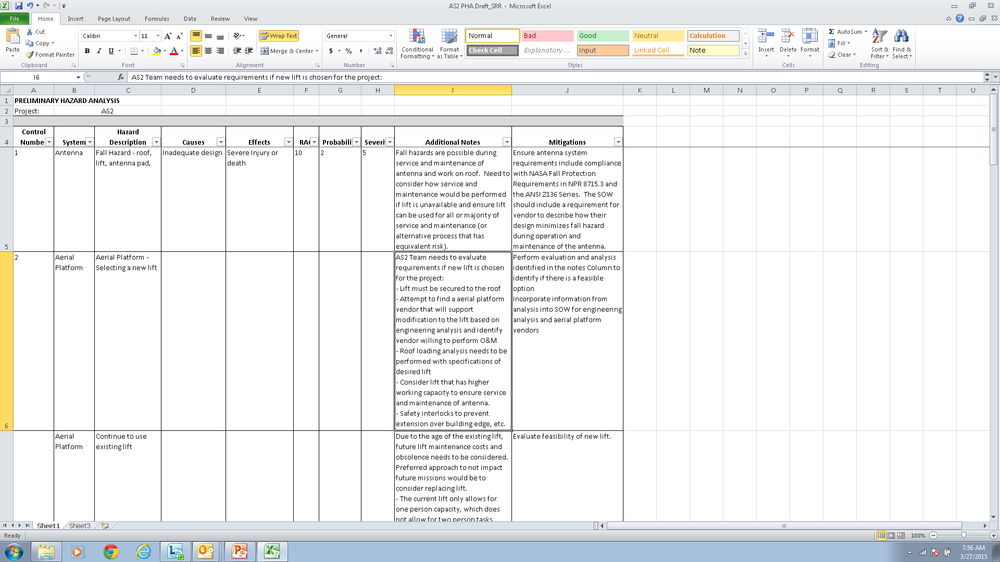 AS2 PHA Draft_SRR - Microsoft Excel
File Home Insert Page Layout Formulas Data Review View
Paste
Cut
Copy
Format Painter
Clipboard
Calibri 11
B I U
Font
Wrap Text
Merge & Center
Alignment
General
$ % ,
Number
Conditional Formatting
Format as Table
Normal Bad Good Neutral Calculation
Check Cell Explanatory ... Input Linked Cell Note
Styles
Insert Delete Format
Cells
AutoSum
Fill
Clear
Sort & Filter
Find & Select
Editing
I6 fx AS2 Team needs to evaluate requirements if new lift is chosen for the project:
A B C D E F G H I J K L M N O P Q R S T U
1 PRELIMINARY HAZARD ANALYSIS
2 Project: AS2
3
4
Control Numbe
System
Hazard Description
Causes
Effects
RA
Probabili
Severi
Additional Notes
Mitigations
5
1
Antenna
Fall Hazard - roof,
lift, antenna pad,
Inadequate design
Severe Injury or
death
10
2
5
Fall hazards are possible during
service and maintenance of
antenna and work on roof. Need to
consider how service and
maintenance would be performed
if lift is unavailable and ensure lift
can be used for all or majority of
service and maintenance (or
alternative process that has
equivalent risk).
Ensure antenna system
requirements include compliance
with NASA Fall Protection
Requirements in NPR 8715.3 and
the ANSI Z136 Series. The SOW
should include a requirement for
vendor to describe how their
design minimizes fall hazard
during operation and
maintenance of the antenna.
6
2
Aerial
Platform
Aerial Platform -
Selecting a new lift
AS2 Team needs to evaluate
requirements if new lift is chosen
for the project:
- Lift must be secured to the roof
- Attempt to find a aerial platform
vendor that will support
modification to the lift based on
engineering analysis and identify
vendor willing to perform O&M
- Roof loading analysis needs to be
performed with specifications of
desired lift
- Consider lift that has higher
working capacity to ensure service
and maintenance of antenna.
- Safety interlocks to prevent
extension over building edge, etc.
Perform evaluation and analysis
identified in the notes Column to
identify if there is a feasible
option
Incorporate information from
analysis into SOW for engineering
analysis and aerial platform
vendors
Aerial
Platform
Continue to use
existing lift
Due to the age of the existing lift,
future lift maintenance costs and
obsolence needs to be considered.
Preferred approach to not impact
future missions would be to
consider replacing lift.
- The current lift only allows for
one person capacity, which does
not allow for two person tasks
Evaluate feasibility of new lift.
Sheet1 Sheet3
Ready
100%
7:56 AM
3/27/2015